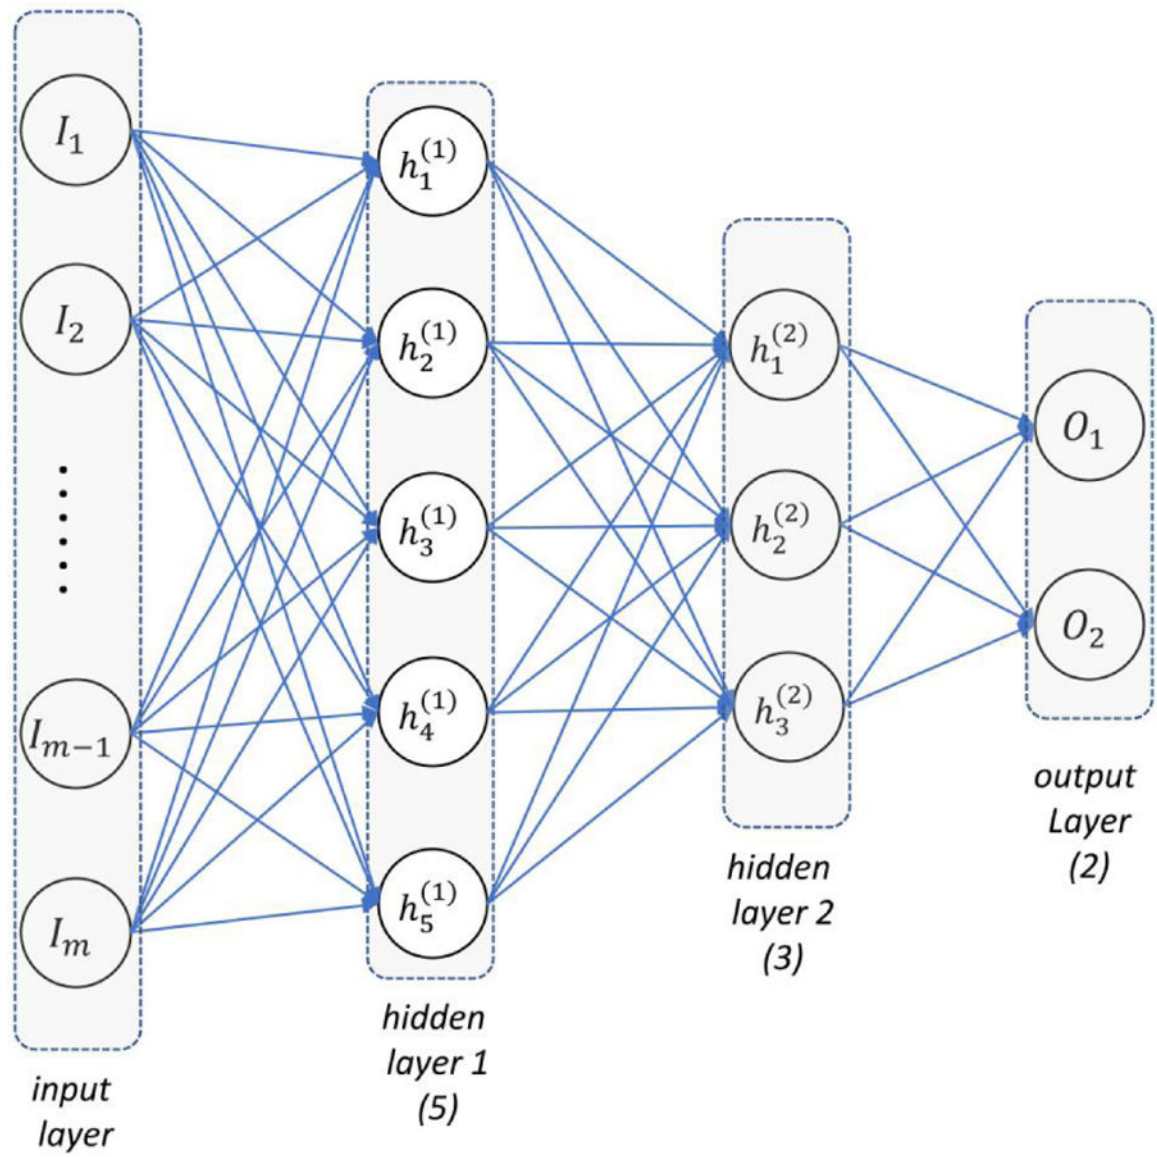 I₁
I₂
Iₘ₋₁
Iₘ
input
layer
h₁⁽¹⁾
h₂⁽¹⁾
h₃⁽¹⁾
h₄⁽¹⁾
h₅⁽¹⁾
hidden
layer 1
(5)
h₁⁽²⁾
h₂⁽²⁾
h₃⁽²⁾
hidden
layer 2
(3)
O₁
O₂
output
Layer
(2)